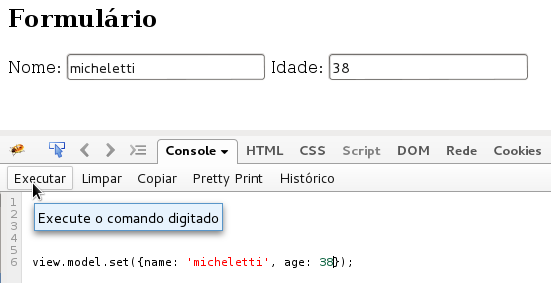 Formulário
Nome: micheletti Idade: 38
Console HTML CSS Script DOM Rede Cookies
Executar Limpar Copiar Pretty Print Histórico
1
2
Execute o comando digitado
3
4
5
6 view.model.set({name: 'micheletti', age: 38});